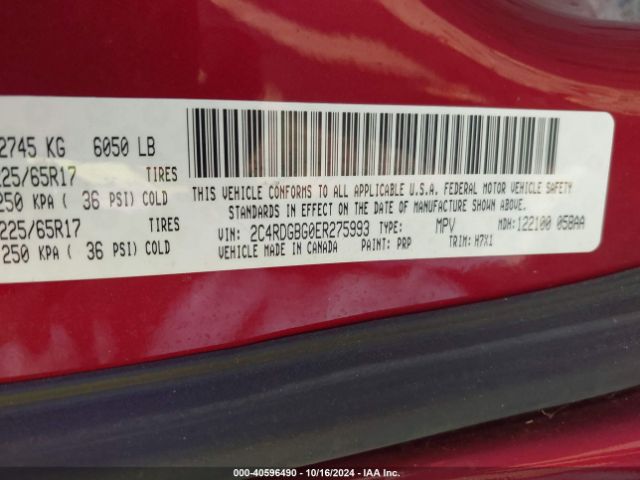 2745 KG 6050 LB
225/65R17 TIRES
250 KPA ( 36 PSI) COLD
225/65R17 TIRES
250 KPA ( 36 PSI) COLD
THIS VEHICLE CONFORMS TO ALL APPLICABLE U.S.A. FEDERAL MOTOR VEHICLE SAFETY
STANDARDS IN EFFECT ON THE DATE OF MANUFACTURE SHOWN ABOVE.
VIN: 2C4RDGBG0ER275993 TYPE: MPV MDH: 122100 058AA
VEHICLE MADE IN CANADA PAINT: PRP TRIM: H7X1
000-40596490 - 10/16/2024 - IAA Inc.